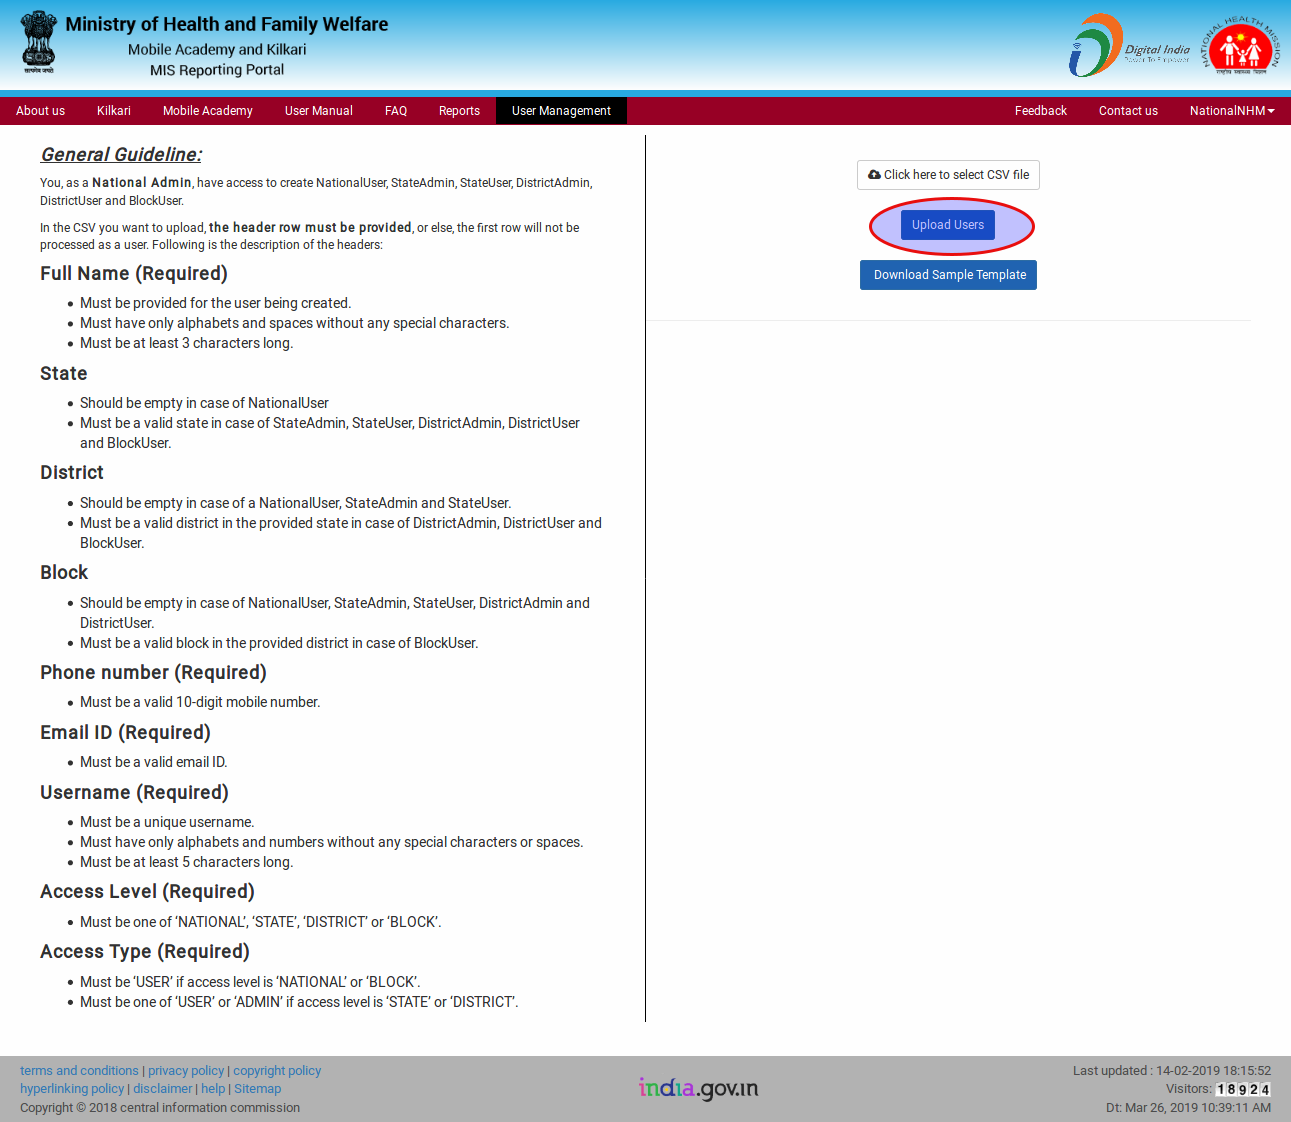 Ministry of Health and Family Welfare
Mobile Academy and Kilkari
MIS Reporting Portal
सत्यमेव जयते
Digital India
Power To Empower
NATIONAL HEALTH MISSION
राष्ट्रीय स्वास्थ्य मिशन
About us Kilkari Mobile Academy User Manual FAQ Reports User Management Feedback Contact us NationalNHM
General Guideline:
You, as a National Admin, have access to create NationalUser, StateAdmin, StateUser, DistrictAdmin,
DistrictUser and BlockUser.
In the CSV you want to upload, the header row must be provided, or else, the first row will not be
processed as a user. Following is the description of the headers:
Full Name (Required)
• Must be provided for the user being created.
• Must have only alphabets and spaces without any special characters.
• Must be at least 3 characters long.
State
• Should be empty in case of NationalUser
• Must be a valid state in case of StateAdmin, StateUser, DistrictAdmin, DistrictUser
and BlockUser.
District
• Should be empty in case of a NationalUser, StateAdmin and StateUser.
• Must be a valid district in the provided state in case of DistrictAdmin, DistrictUser and
BlockUser.
Block
• Should be empty in case of NationalUser, StateAdmin, StateUser, DistrictAdmin and
DistrictUser.
• Must be a valid block in the provided district in case of BlockUser.
Phone number (Required)
• Must be a valid 10-digit mobile number.
Email ID (Required)
• Must be a valid email ID.
Username (Required)
• Must be a unique username.
• Must have only alphabets and numbers without any special characters or spaces.
• Must be at least 5 characters long.
Access Level (Required)
• Must be one of ‘NATIONAL’, ‘STATE’, ‘DISTRICT’ or ‘BLOCK’.
Access Type (Required)
• Must be ‘USER’ if access level is ‘NATIONAL’ or ‘BLOCK’.
• Must be one of ‘USER’ or ‘ADMIN’ if access level is ‘STATE’ or ‘DISTRICT’.
Click here to select CSV file
Upload Users
Download Sample Template
terms and conditions | privacy policy | copyright policy
hyperlinking policy | disclaimer | help | Sitemap
Copyright © 2018 central information commission
india.gov.in
Last updated : 14-02-2019 18:15:52
Visitors: 18924
Dt: Mar 26, 2019 10:39:11 AM